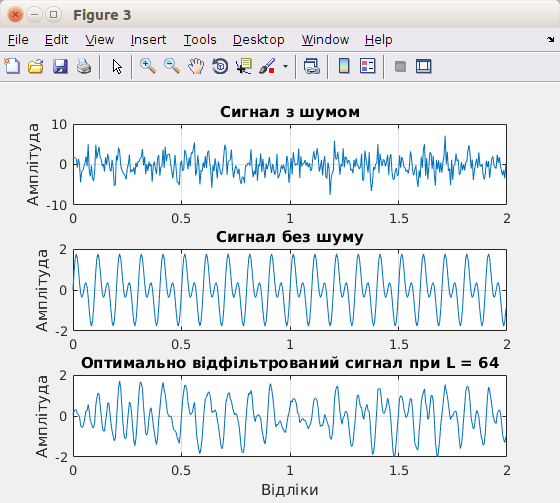 Figure 3
File Edit View Insert Tools Desktop Window Help
Сигнал з шумом
Амплітуда
10
0
-10
0 0.5 1 1.5 2
Сигнал без шуму
Амплітуда
2
0
-2
0 0.5 1 1.5 2
Оптимально відфільтрований сигнал при L = 64
Амплітуда
2
0
-2
0 0.5 1 1.5 2
Відліки